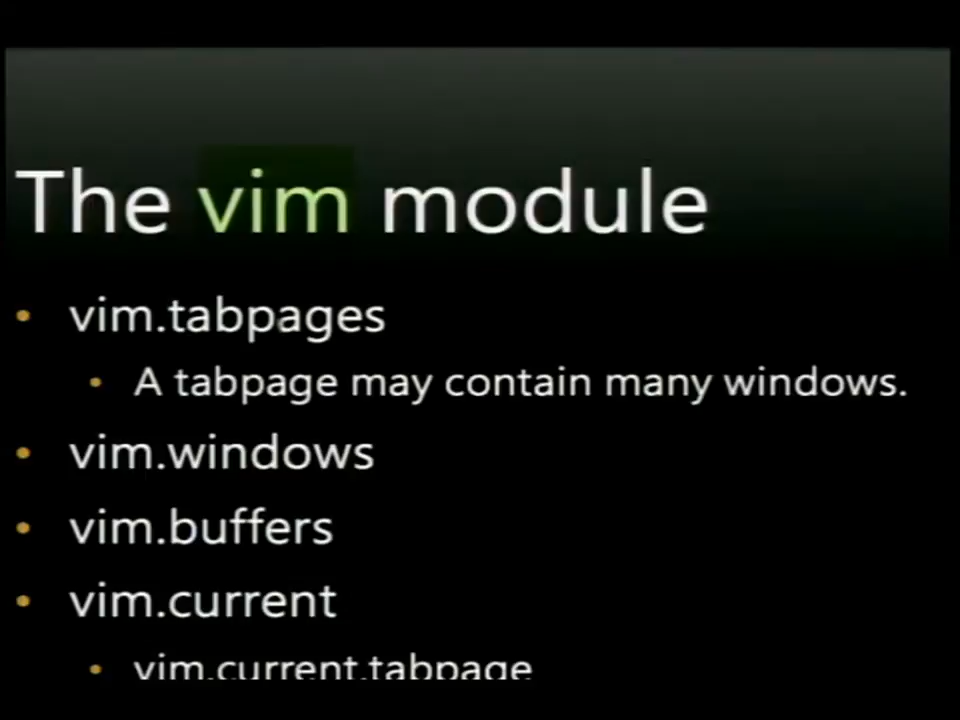 The vim module
• vim.tabpages
• A tabpage may contain many windows.
• vim.windows
• vim.buffers
• vim.current
• vim.current.tabpage